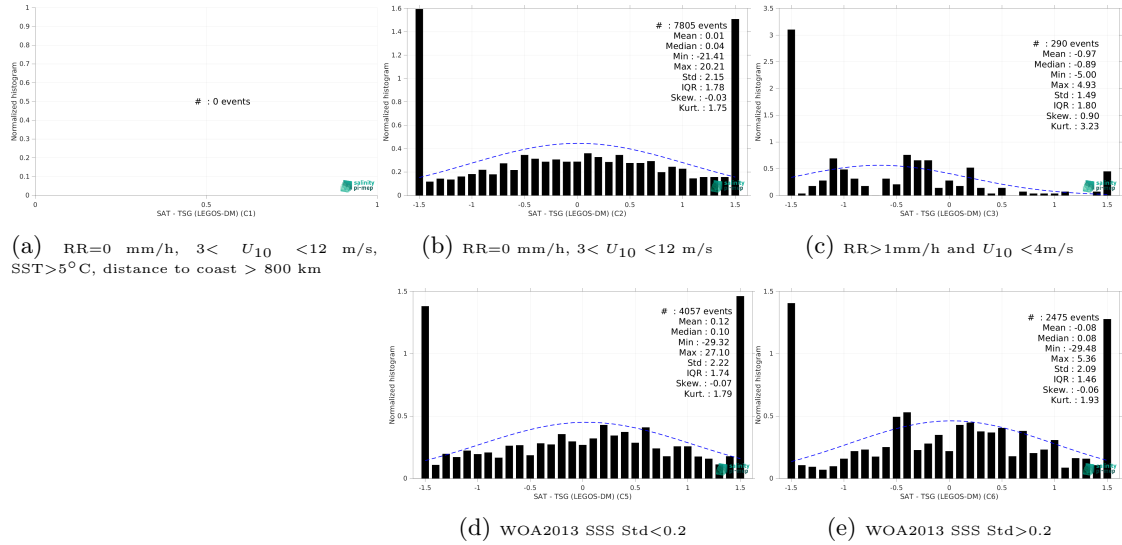 1
0.9
0.8
0.7
0.6
0.5
0.4
0.3
0.2
0.1
0
Normalized histogram
# : 0 events
0 0.5 1
SAT - TSG (LEGOS-DM) (C1)
salinity
pi-mep
(a) RR=0 mm/h, 3< U10 <12 m/s,
SST>5°C, distance to coast > 800 km
1.6
1.4
1.2
1
0.8
0.6
0.4
0.2
0
Normalized histogram
# : 7805 events
Mean : 0.01
Median : 0.04
Min : -21.41
Max : 20.21
Std : 2.15
IQR : 1.78
Skew. : -0.03
Kurt. : 1.75
-1.5 -1 -0.5 0 0.5 1 1.5
SAT - TSG (LEGOS-DM) (C2)
salinity
pi-mep
(b) RR=0 mm/h, 3< U10 <12 m/s
3.5
3
2.5
2
1.5
1
0.5
0
Normalized histogram
# : 290 events
Mean : -0.97
Median : -0.89
Min : -5.00
Max : 4.93
Std : 1.49
IQR : 1.80
Skew. : 0.90
Kurt. : 3.23
-1.5 -1 -0.5 0 0.5 1 1.5
SAT - TSG (LEGOS-DM) (C3)
salinity
pi-mep
(c) RR>1mm/h and U10 <4m/s
1.5
1
0.5
0
Normalized histogram
# : 4057 events
Mean : 0.12
Median : 0.10
Min : -29.32
Max : 27.10
Std : 2.22
IQR : 1.74
Skew. : -0.07
Kurt. : 1.79
-1.5 -1 -0.5 0 0.5 1 1.5
SAT - TSG (LEGOS-DM) (C5)
salinity
pi-mep
(d) WOA2013 SSS Std<0.2
1.5
1
0.5
0
Normalized histogram
# : 2475 events
Mean : -0.08
Median : 0.08
Min : -29.48
Max : 5.36
Std : 2.09
IQR : 1.46
Skew. : -0.06
Kurt. : 1.93
-1.5 -1 -0.5 0 0.5 1 1.5
SAT - TSG (LEGOS-DM) (C6)
salinity
pi-mep
(e) WOA2013 SSS Std>0.2